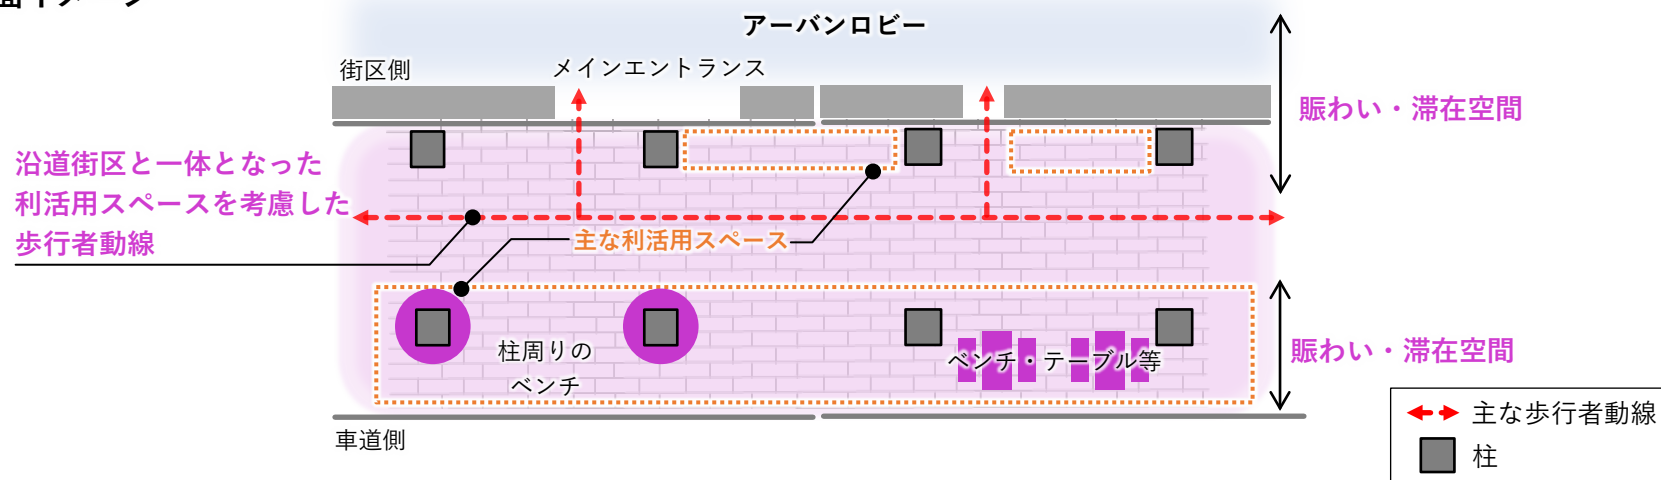 面イメージ
アーバンロビー
街区側
メインエントランス
賑わい・滞在空間
沿道街区と一体となった
利活用スペースを考慮した
歩行者動線
主な利活用スペース
柱周りの
ベンチ
ベンチ・テーブル等
賑わい・滞在空間
車道側
主な歩行者動線
柱